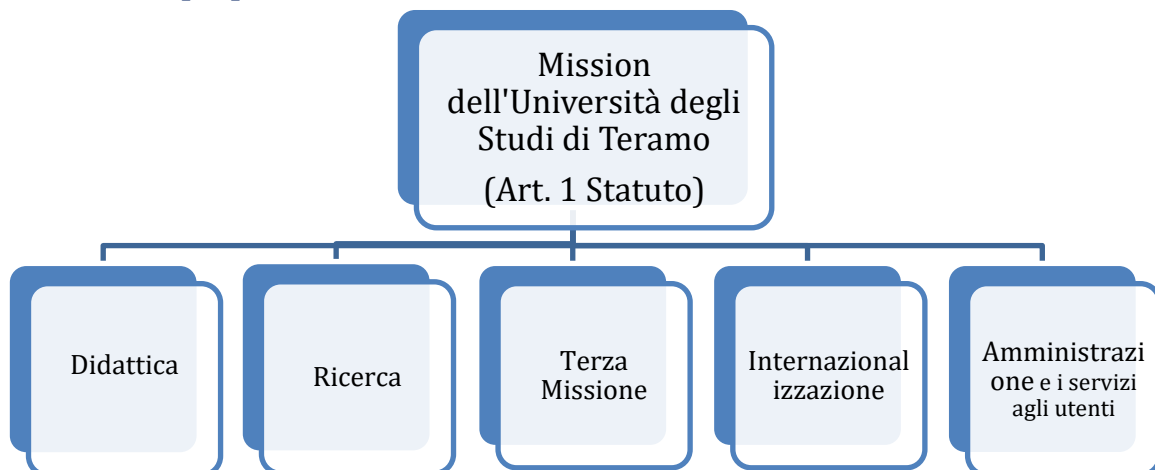 Mission
dell'Università degli
Studi di Teramo
(Art. 1 Statuto)
Didattica
Ricerca
Terza
Missione
Internazional
izzazione
Amministrazi
one e i servizi
agli utenti